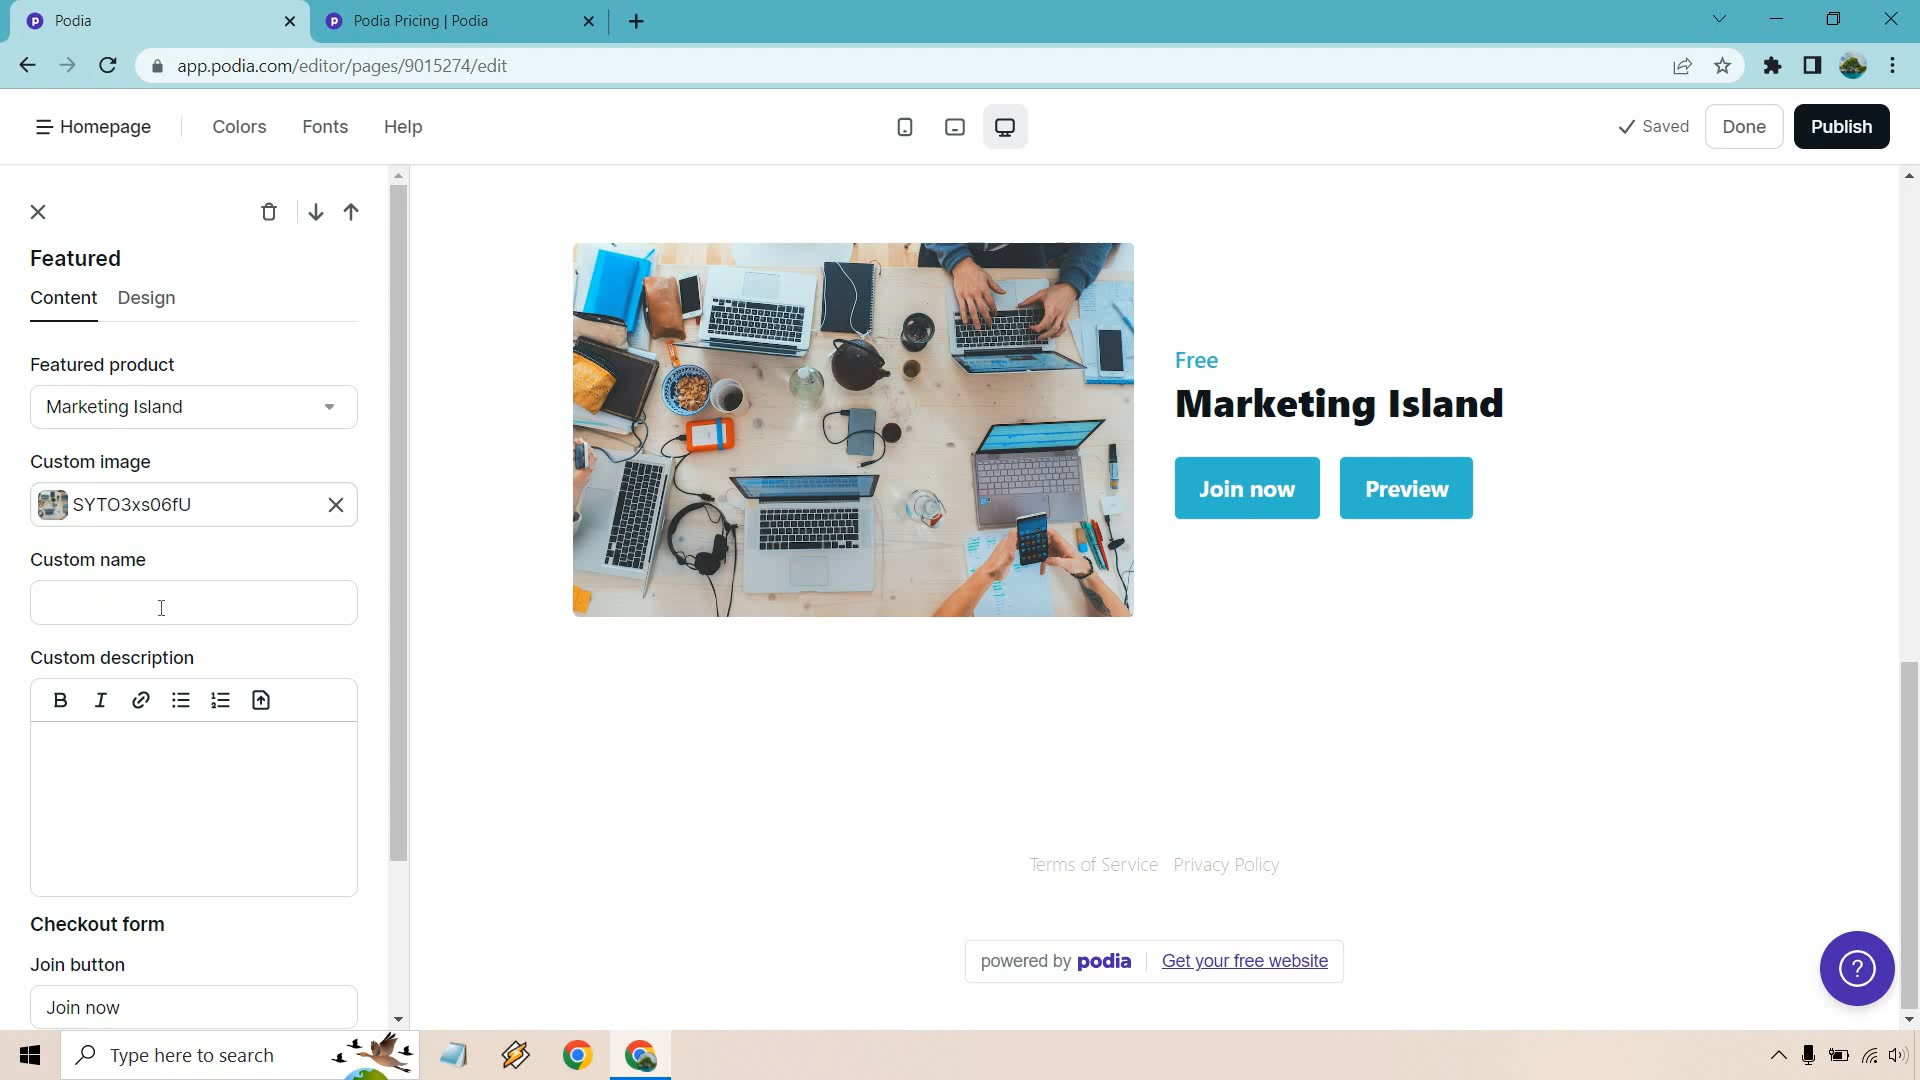 Podia
Podia Pricing | Podia
app.podia.com/editor/pages/9015274/edit
Homepage
Colors
Fonts
Help
Saved
Done
Publish
Featured
Content
Design
Featured product
Marketing Island
Custom image
SYTO3xs06fU
Custom name
Custom description
Checkout form
Join button
Join now
Free
Marketing Island
Join now
Preview
Terms of Service
Privacy Policy
powered by podia
Get your free website
Type here to search